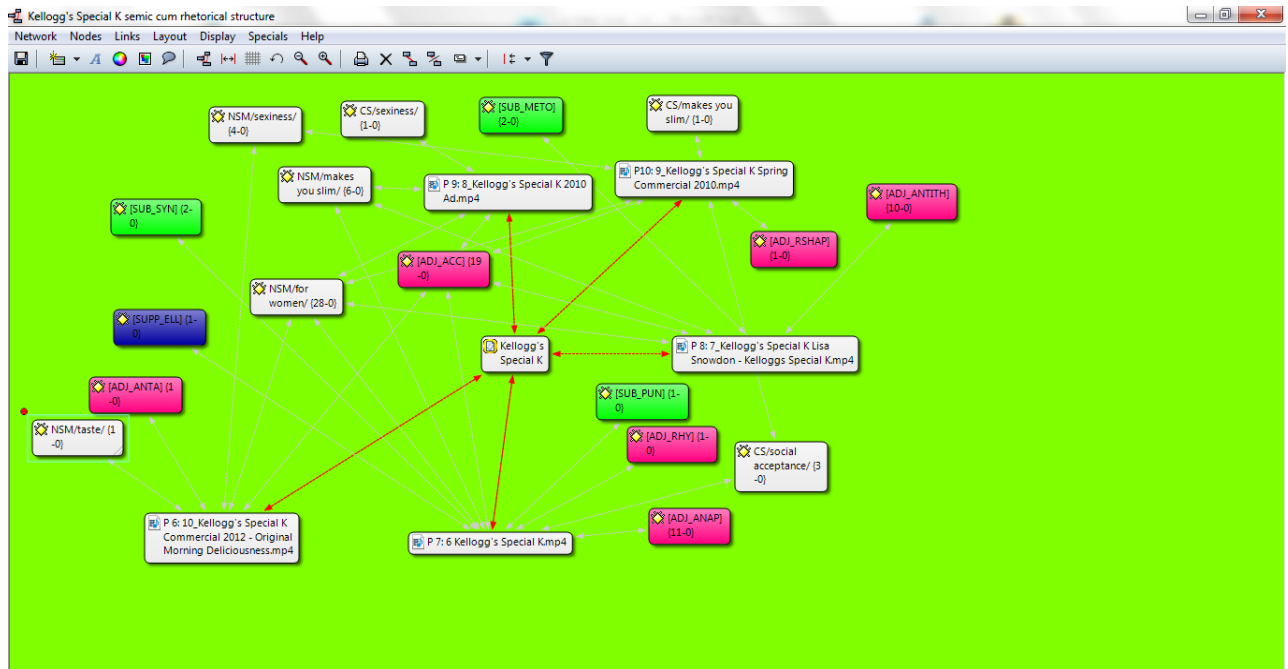 Kellogg's Special K semic cum rhetorical structure
Network Nodes Links Layout Display Specials Help
NSM/sexiness/
{4-0}
CS/sexiness/
{1-0}
[SUB_METO]
{2-0}
CS/makes you
slim/ {1-0}
NSM/makes
you slim/ {6-0}
P 9: 8_Kellogg's Special K 2010
Ad.mp4
P10: 9_Kellogg's Special K Spring
Commercial 2010.mp4
[ADJ_ANTITH]
{10-0}
[SUB_SYN] {2-
0}
[ADJ_RSHAP]
{1-0}
[ADJ_ACC] {19
-0}
NSM/for
women/ {28-0}
[SUPP_ELL] {1-
0}
Kellogg's
Special K
P 8: 7_Kellogg's Special K Lisa
Snowdon - Kelloggs Special K.mp4
[ADJ_ANTA] {1
-0}
[SUB_PUN] {1-
0}
NSM/taste/ {1
-0}
[ADJ_RHY] {1-
0}
CS/social
acceptance/ {3
-0}
P 6: 10_Kellogg's Special K
Commercial 2012 - Original
Morning Deliciousness.mp4
[ADJ_ANAP]
{11-0}
P 7: 6 Kellogg's Special K.mp4